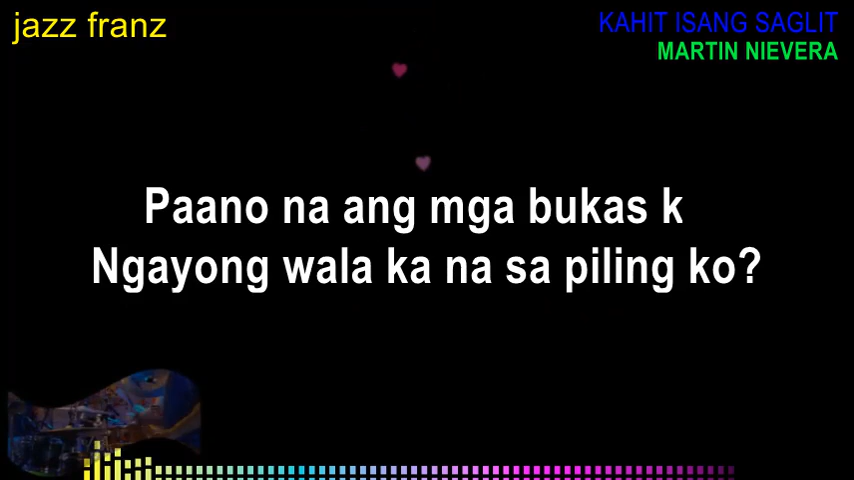 jazz franz
KAHIT ISANG SAGLIT
MARTIN NIEVERA
Paano na ang mga bukas k
Ngayong wala ka na sa piling ko?